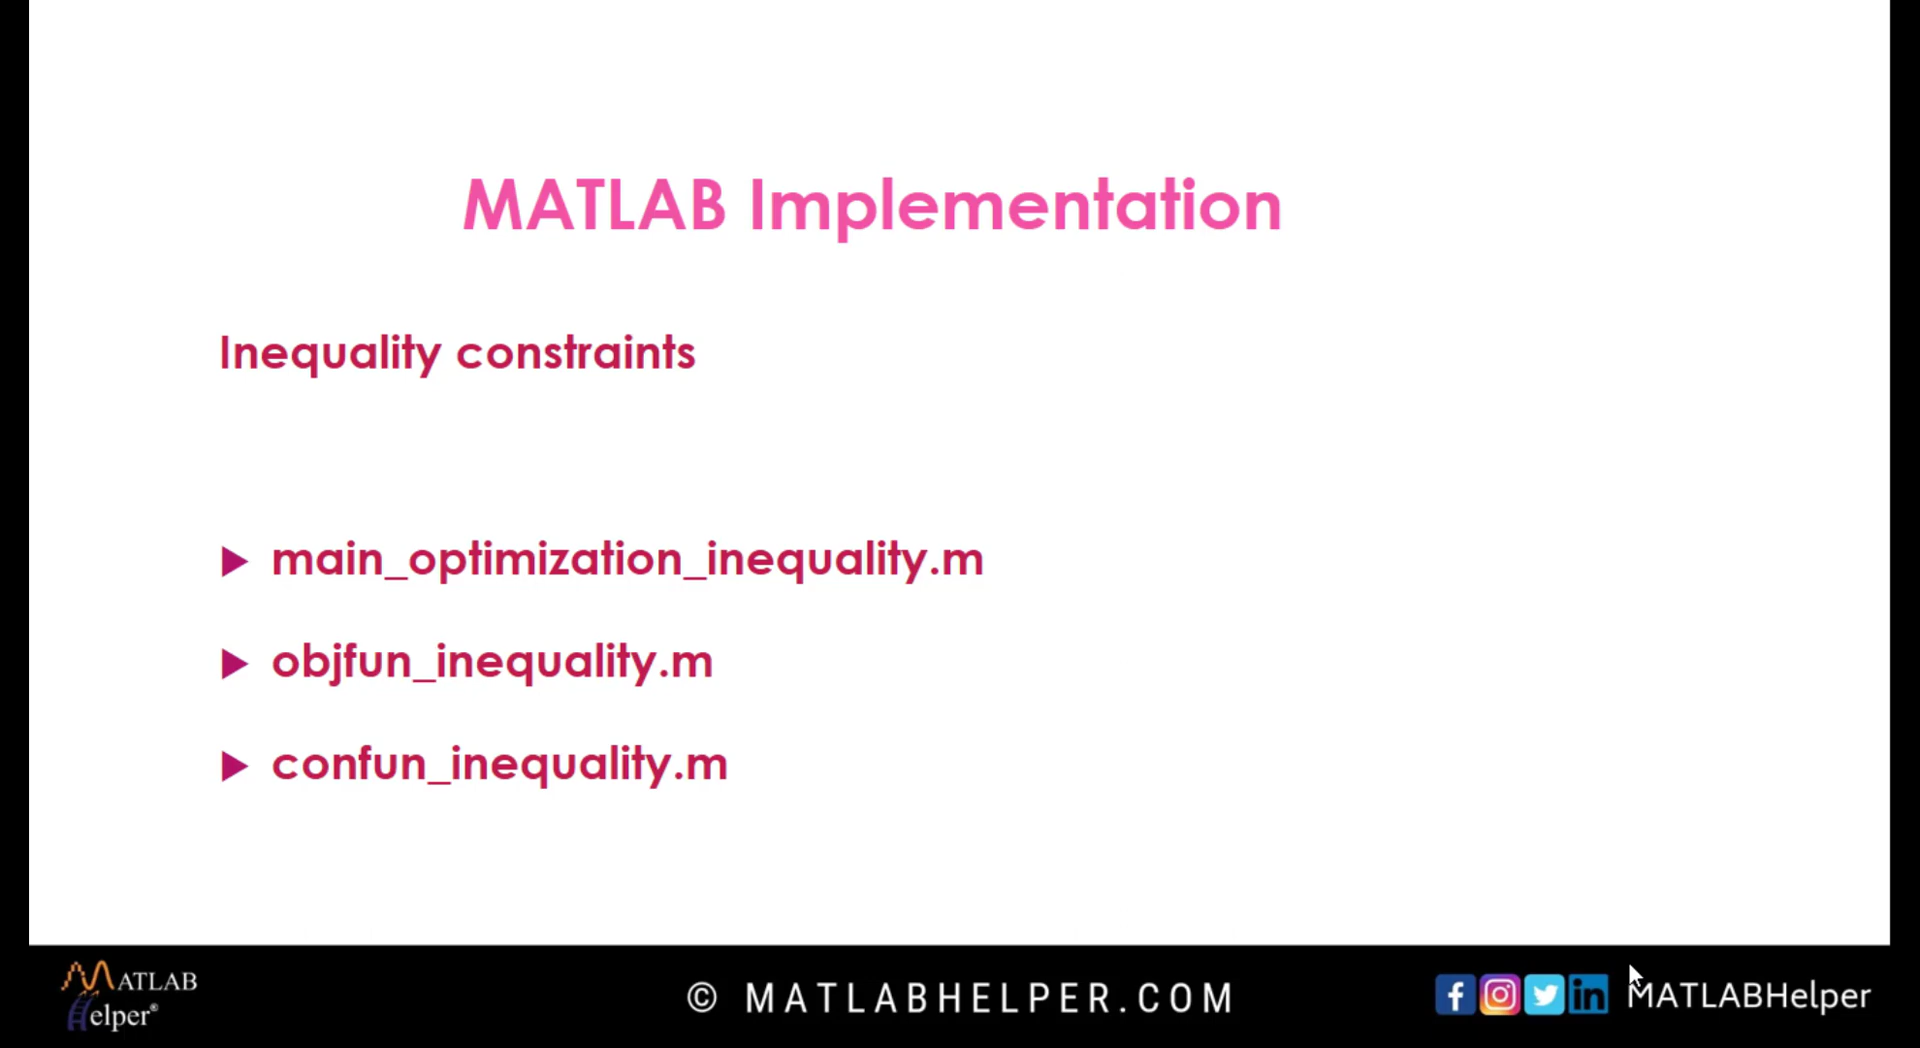 MATLAB Implementation
Inequality constraints
main_optimization_inequality.m
objfun_inequality.m
confun_inequality.m
MATLAB
Helper®
© MATLABHELPER.COM
MATLABHelper